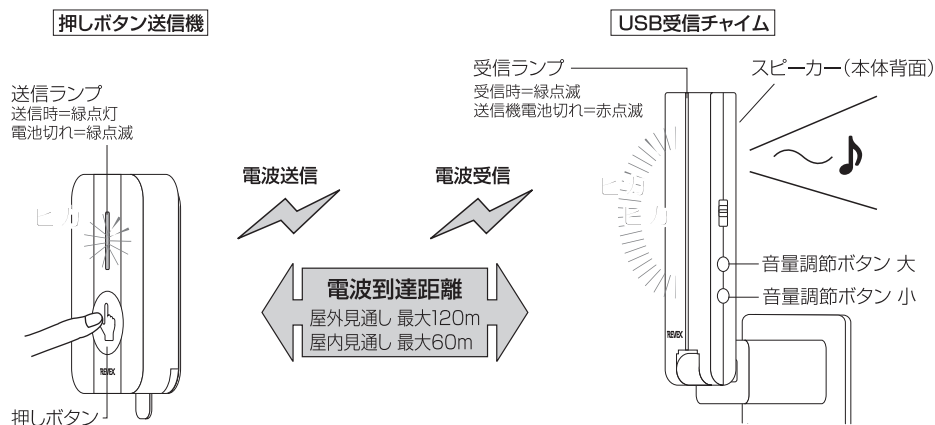 押しボタン送信機
USB受信チャイム
送信ランプ
送信時=緑点灯
電池切れ=緑点滅
受信ランプ
受信時=緑点滅
送信機電池切れ=赤点滅
スピーカー(本体背面)
電波送信
電波受信
ピカ
ピカ
ピカ
電波到達距離
屋外見通し 最大120m
屋内見通し 最大60m
音量調節ボタン 大
音量調節ボタン 小
REVEX
REVEX
押しボタン